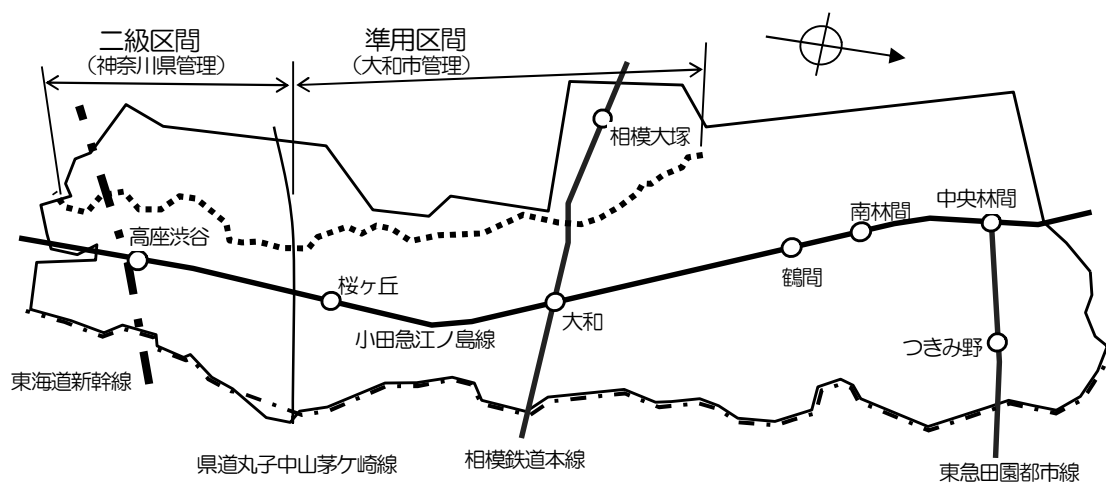 二級区間
（神奈川県管理）
準用区間
（大和市管理）
相模大塚
中央林間
南林間
高座渋谷
鶴間
桜ヶ丘
大和
小田急江ノ島線
つきみ野
東海道新幹線
県道丸子中山茅ケ崎線
相模鉄道本線
東急田園都市線